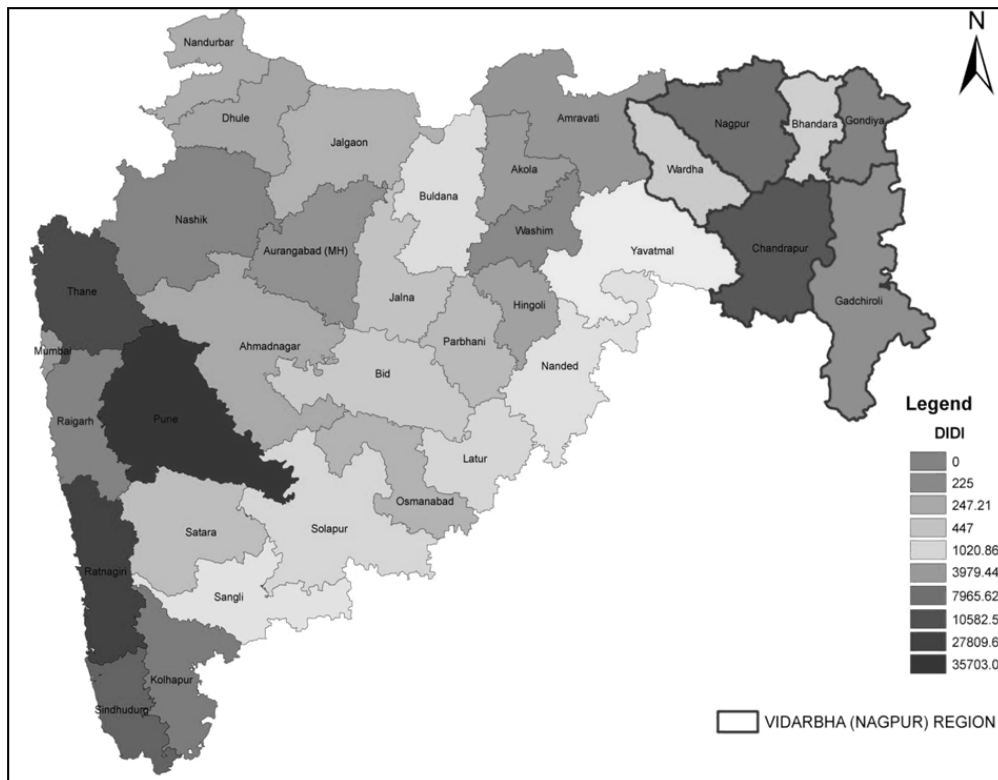 N
Nandurbar
Dhule
Jalgaon
Buldana
Akola
Amravati
Nagpur
Bhandara
Gondiya
Wardha
Nashik
Aurangabad (MH)
Washim
Yavatmal
Chandrapur
Gadchiroli
Thane
Jalna
Hingoli
Parbhani
Mumbai
Ahmadnagar
Bid
Nanded
Raigarh
Pune
Latur
Osmanabad
Satara
Solapur
Ratnagiri
Sangli
Kolhapur
Sindhudurg
Legend
DIDI
0
225
247.21
447
1020.86
3979.44
7965.62
10582.5
27809.6
35703.0
VIDARBHA (NAGPUR) REGION